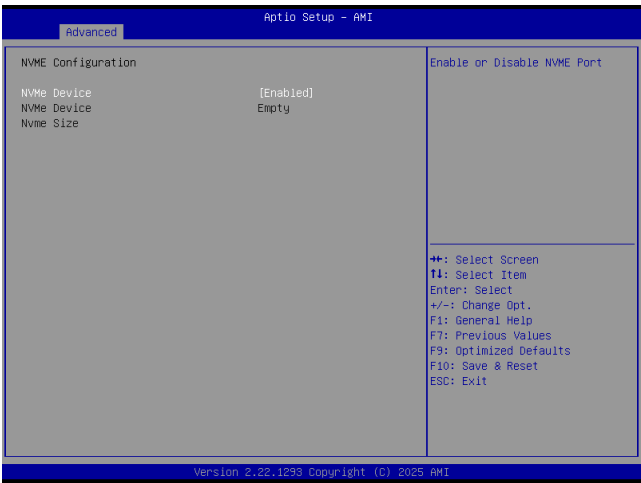 Aptio Setup – AMI
Advanced
NVME Configuration
NVMe Device [Enabled]
NVMe Device Empty
Nvme Size
Enable or Disable NVME Port
→←: Select Screen
↑↓: Select Item
Enter: Select
+/-: Change Opt.
F1: General Help
F7: Previous Values
F9: Optimized Defaults
F10: Save & Reset
ESC: Exit
Version 2.22.1293 Copyright (C) 2025 AMI